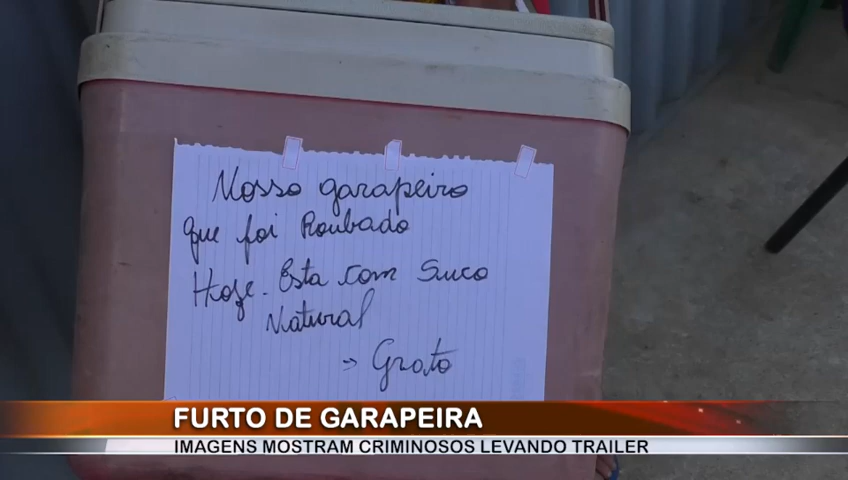 Nosso garapeiro
que foi Roubado
Hoje. Esta com Suco
Natural
» Grato
FURTO DE GARAPEIRA
IMAGENS MOSTRAM CRIMINOSOS LEVANDO TRAILER